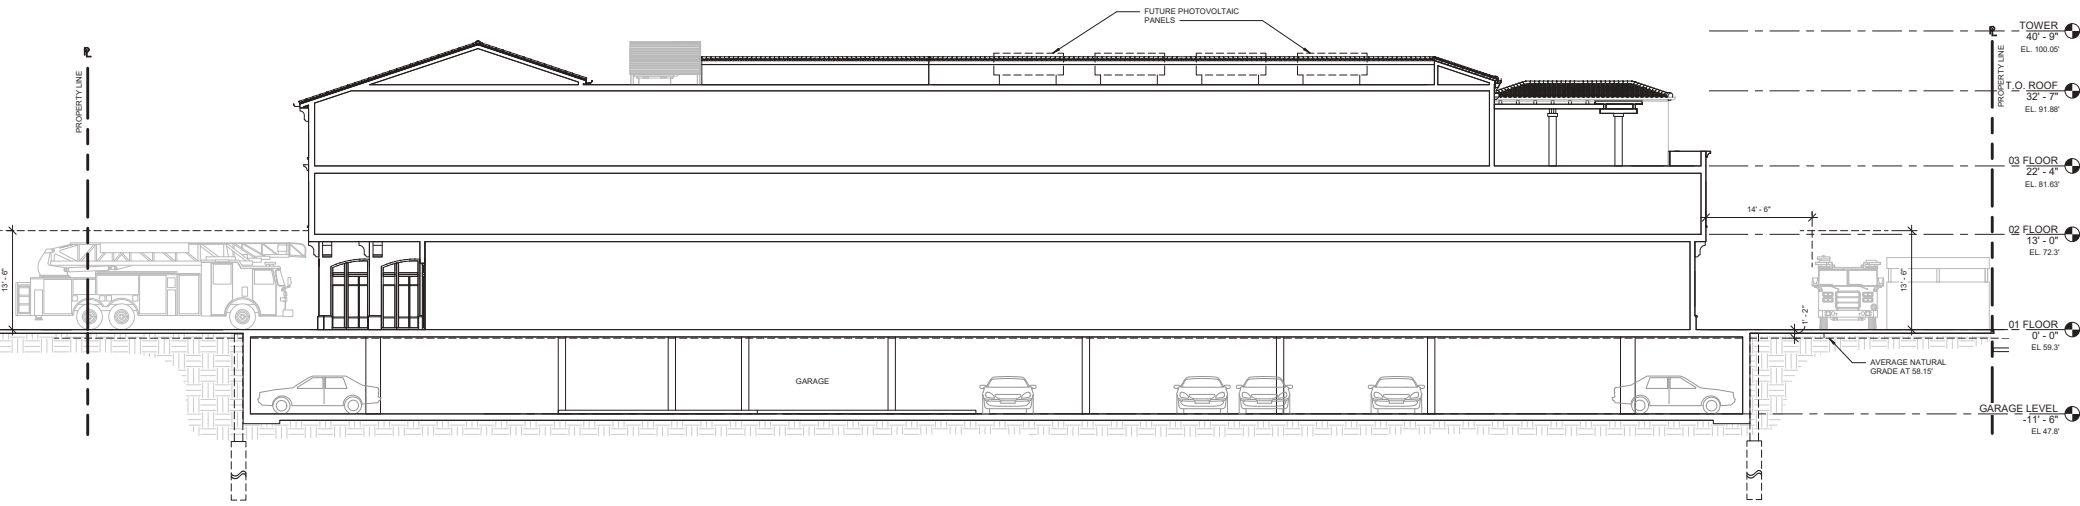 FUTURE PHOTOVOLTAIC
PANELS
PROPERTY LINE
PROPERTY LINE
TOWER
40' - 9"
EL. 100.05'
T.O. ROOF
32' - 7"
EL. 91.88'
03 FLOOR
22' - 4"
EL. 81.63'
14' - 6"
02 FLOOR
13' - 0"
EL. 72.3'
13' - 6"
13' - 6"
1' - 2"
01 FLOOR
0' - 0"
EL 59.3'
AVERAGE NATURAL
GRADE AT 58.15'
GARAGE
GARAGE LEVEL
-11' - 6"
EL 47.8'